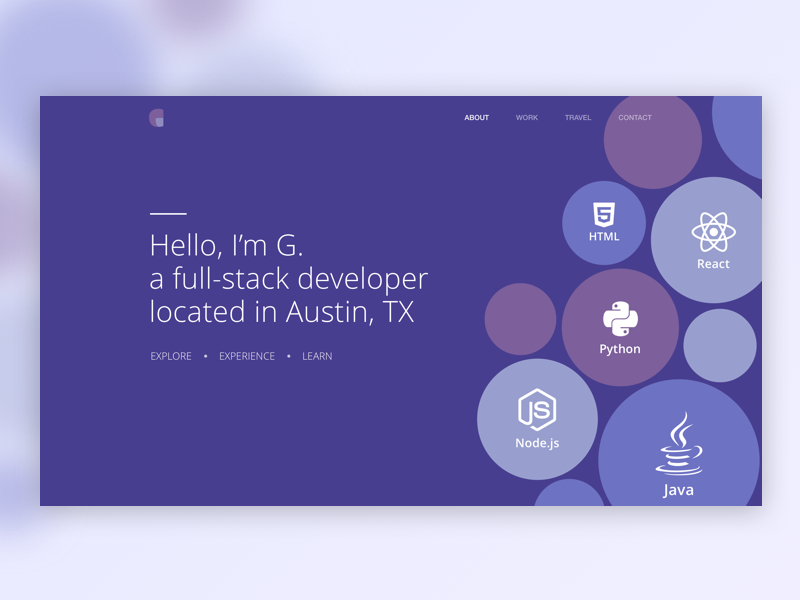 ABOUT WORK TRAVEL CONTACT
Hello, I’m G.
a full-stack developer
located in Austin, TX
EXPLORE • EXPERIENCE • LEARN
5
HTML
React
Python
JS
Node.js
Java